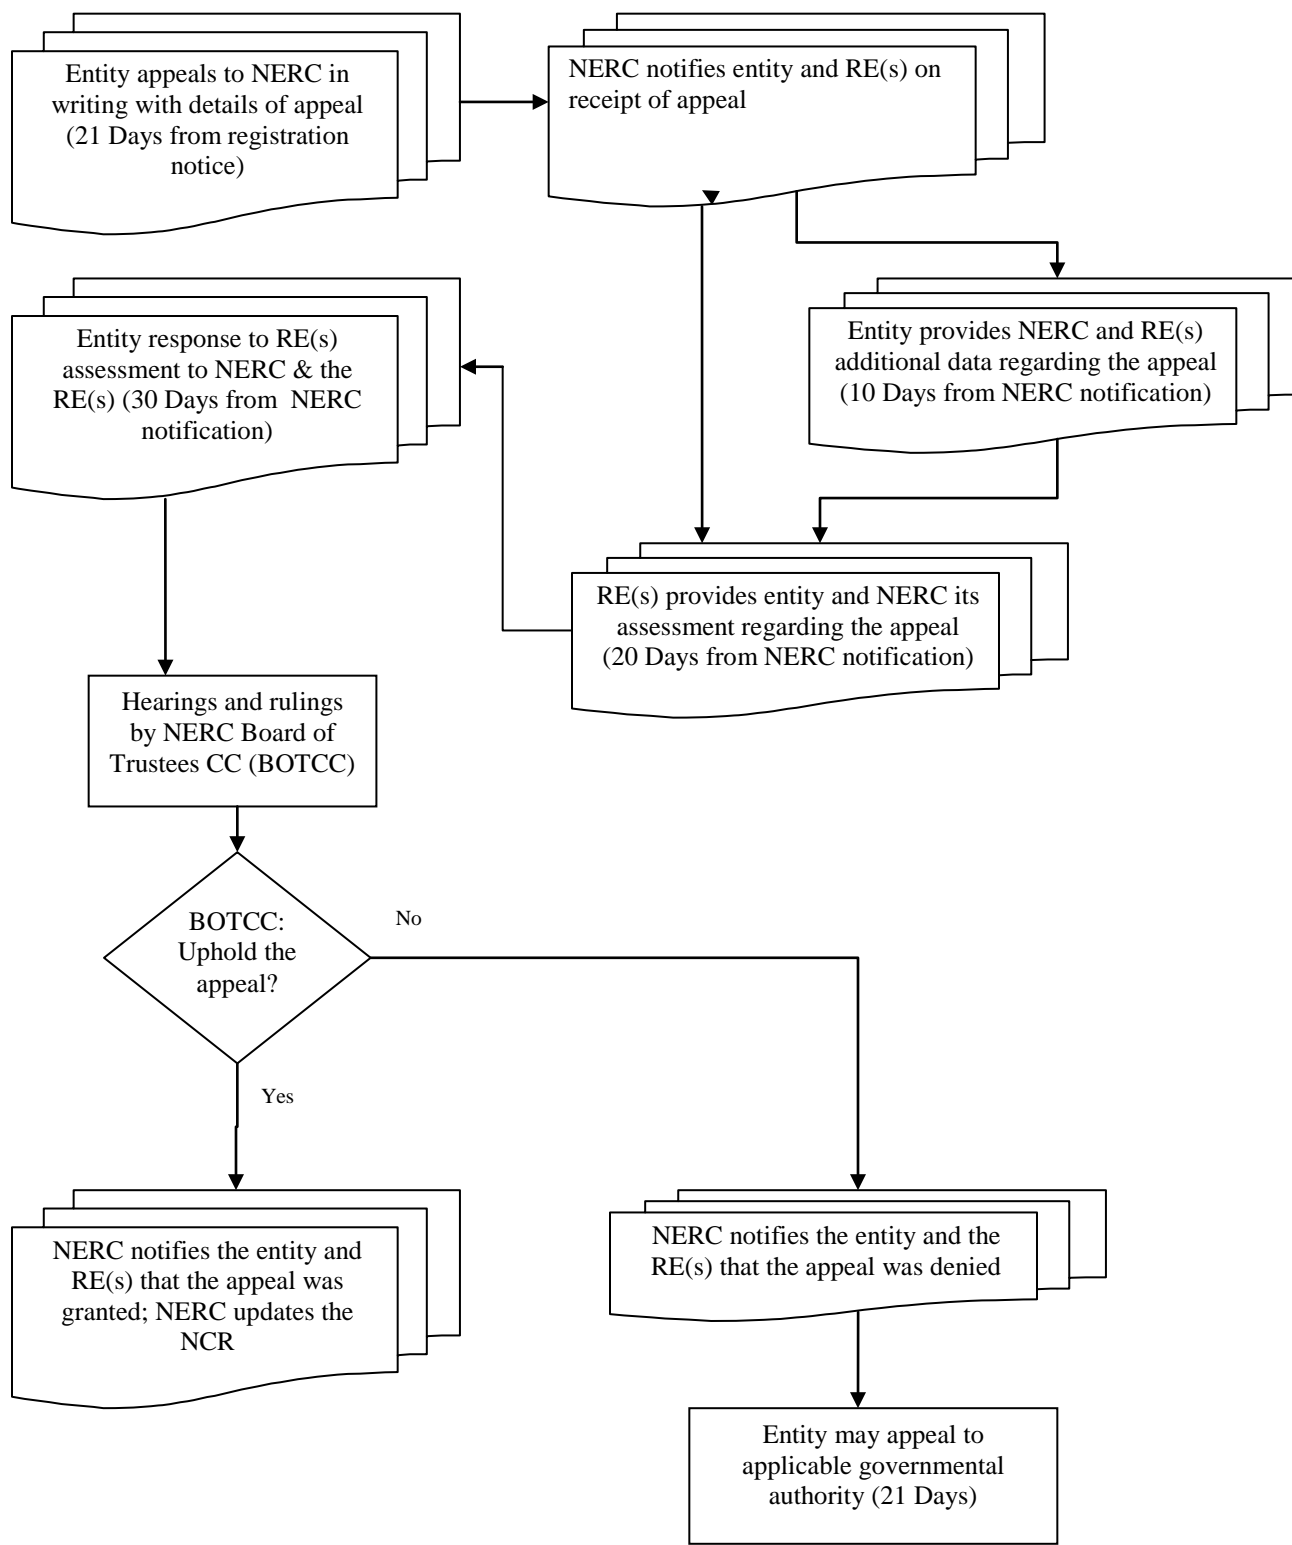 Entity appeals to NERC in
writing with details of appeal
(21 Days from registration
notice)
NERC notifies entity and RE(s) on
receipt of appeal
Entity provides NERC and RE(s)
additional data regarding the appeal
(10 Days from NERC notification)
Entity response to RE(s)
assessment to NERC & the
RE(s) (30 Days from NERC
notification)
RE(s) provides entity and NERC its
assessment regarding the appeal
(20 Days from NERC notification)
Hearings and rulings
by NERC Board of
Trustees CC (BOTCC)
BOTCC:
Uphold the
appeal?
No
Yes
NERC notifies the entity and
RE(s) that the appeal was
granted; NERC updates the
NCR
NERC notifies the entity and the
RE(s) that the appeal was denied
Entity may appeal to
applicable governmental
authority (21 Days)